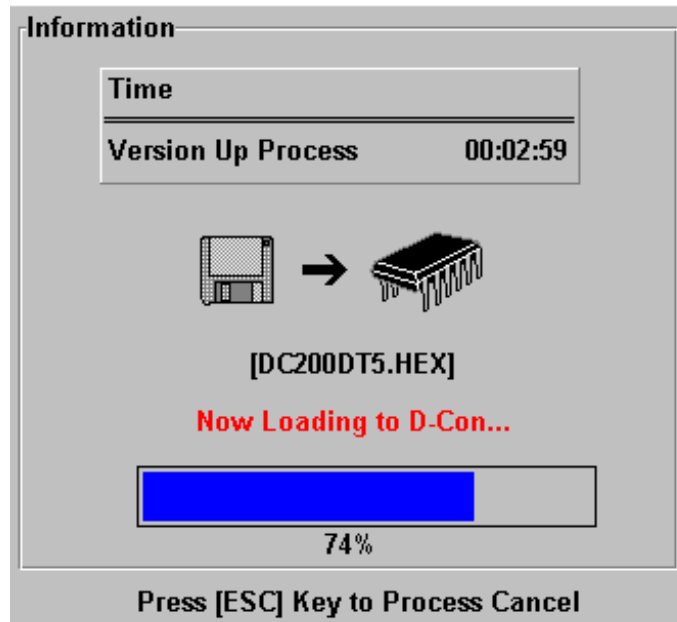 Information
Time
Version Up Process 00:02:59
[DC200DT5.HEX]
Now Loading to D-Con...
74%
Press [ESC] Key to Process Cancel